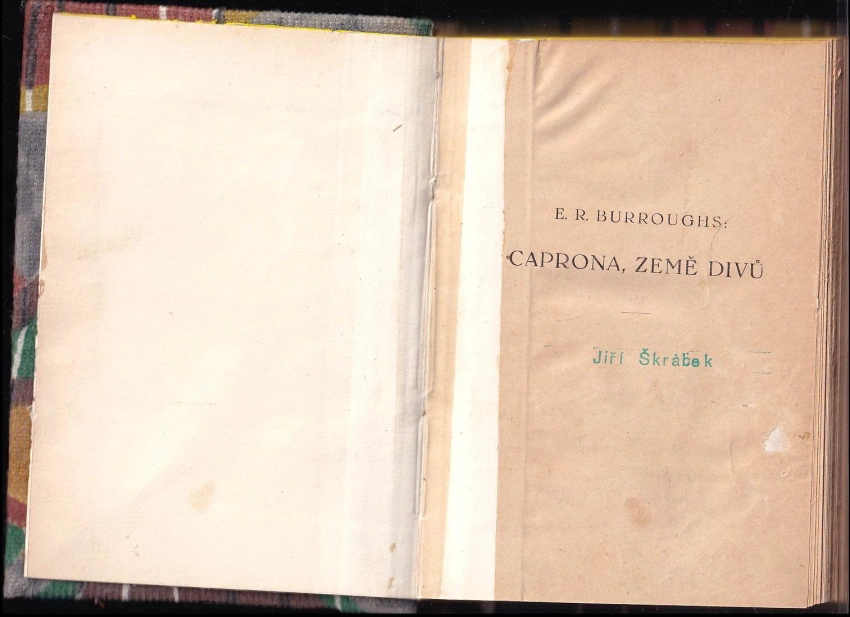 E. R. BURROUGHS:
CAPRONA, ZEMĚ DIVŮ
Jiří Škrábek